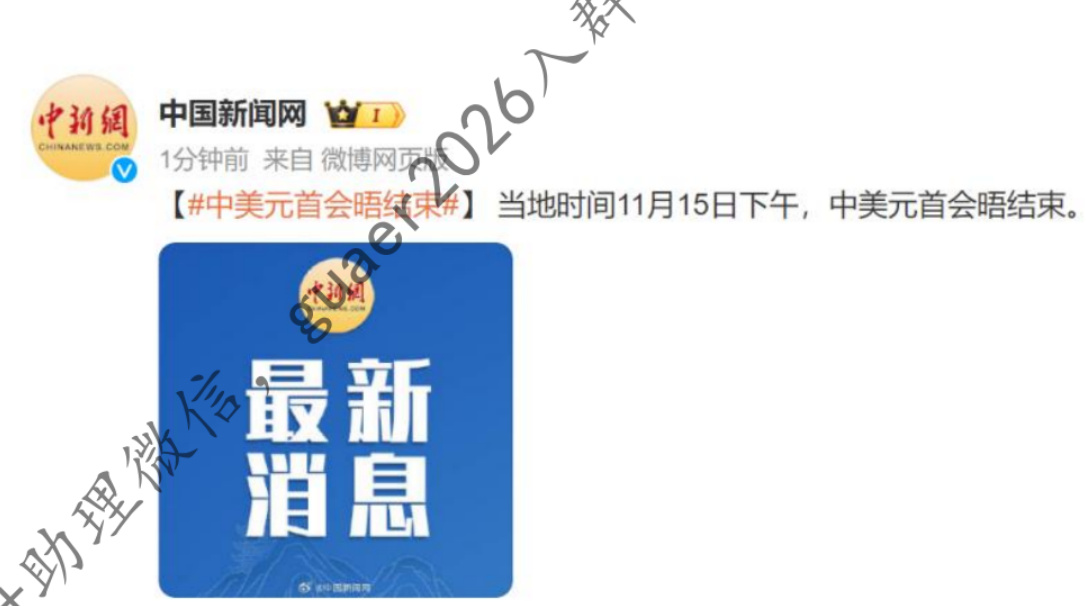 中国新闻网
I
中新網
CHINANEWS.COM
1分钟前 来自 微博网页版
【#中美元首会晤结束#】 当地时间11月15日下午，中美元首会晤结束。
中新網
CHINANEWS.COM
最新
消息
@中国新闻网
助理微信，guaer2026入群